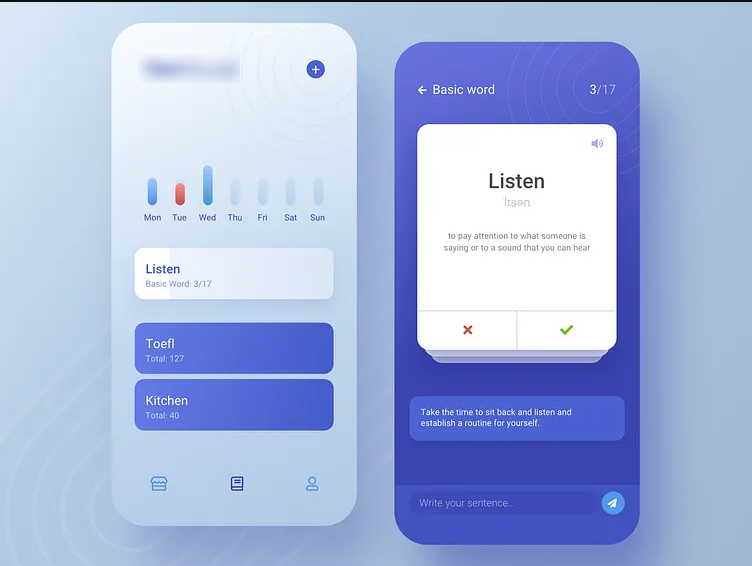 Mon Tue Wed Thu Fri Sat Sun
Listen
Basic Word: 3/17
Toefl
Total: 127
Kitchen
Total: 40
Basic word 3/17
Listen
ˈlɪsən
to pay attention to what someone is
saying or to a sound that you can hear
Take the time to sit back and listen and
establish a routine for yourself.
Write your sentence..